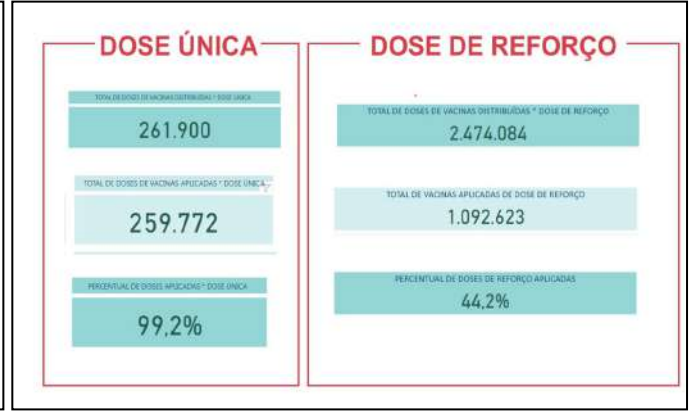 DOSE ÚNICA
TOTAL DE DOSES DE VACINAS DISTRIBUÍDAS * DOSE ÚNICA
261.900
TOTAL DE DOSES DE VACINAS APLICADAS * DOSE ÚNICA
259.772
PERCENTUAL DE DOSES APLICADAS * DOSE ÚNICA
99,2%
DOSE DE REFORÇO
TOTAL DE DOSES DE VACINAS DISTRIBUÍDAS * DOSE DE REFORÇO
2.474.084
TOTAL DE VACINAS APLICADAS DE DOSE DE REFORÇO
1.092.623
PERCENTUAL DE DOSES DE REFORÇO APLICADAS
44,2%